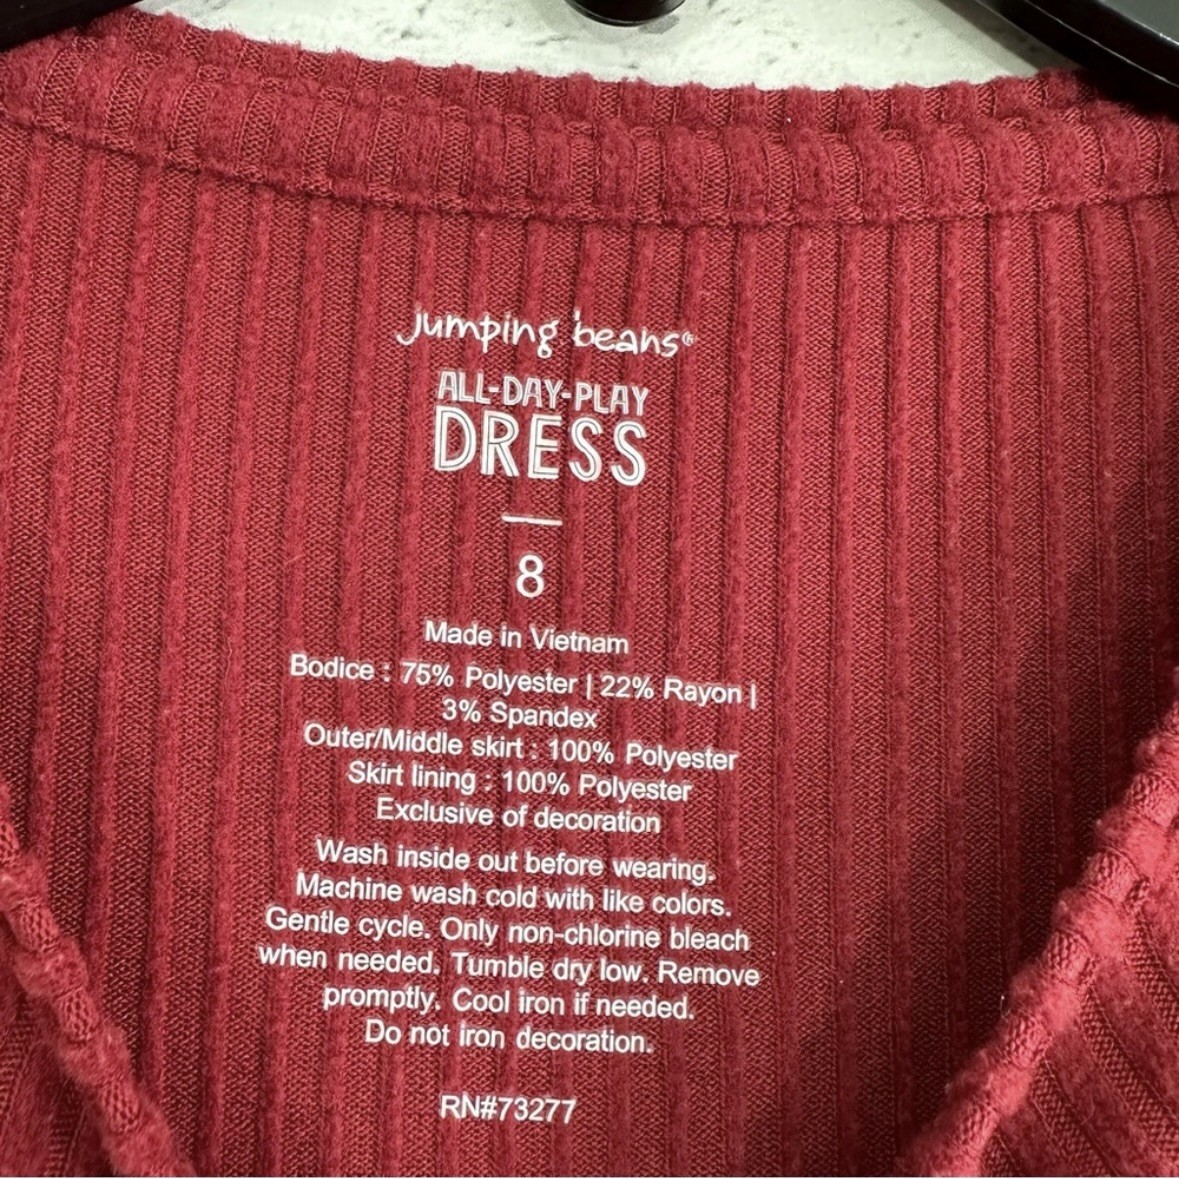 jumping beans®
ALL-DAY-PLAY
DRESS
8
Made in Vietnam
Bodice : 75% Polyester | 22% Rayon |
3% Spandex
Outer/Middle skirt : 100% Polyester
Skirt lining : 100% Polyester
Exclusive of decoration
Wash inside out before wearing.
Machine wash cold with like colors.
Gentle cycle. Only non-chlorine bleach
when needed. Tumble dry low. Remove
promptly. Cool iron if needed.
Do not iron decoration.
RN#73277